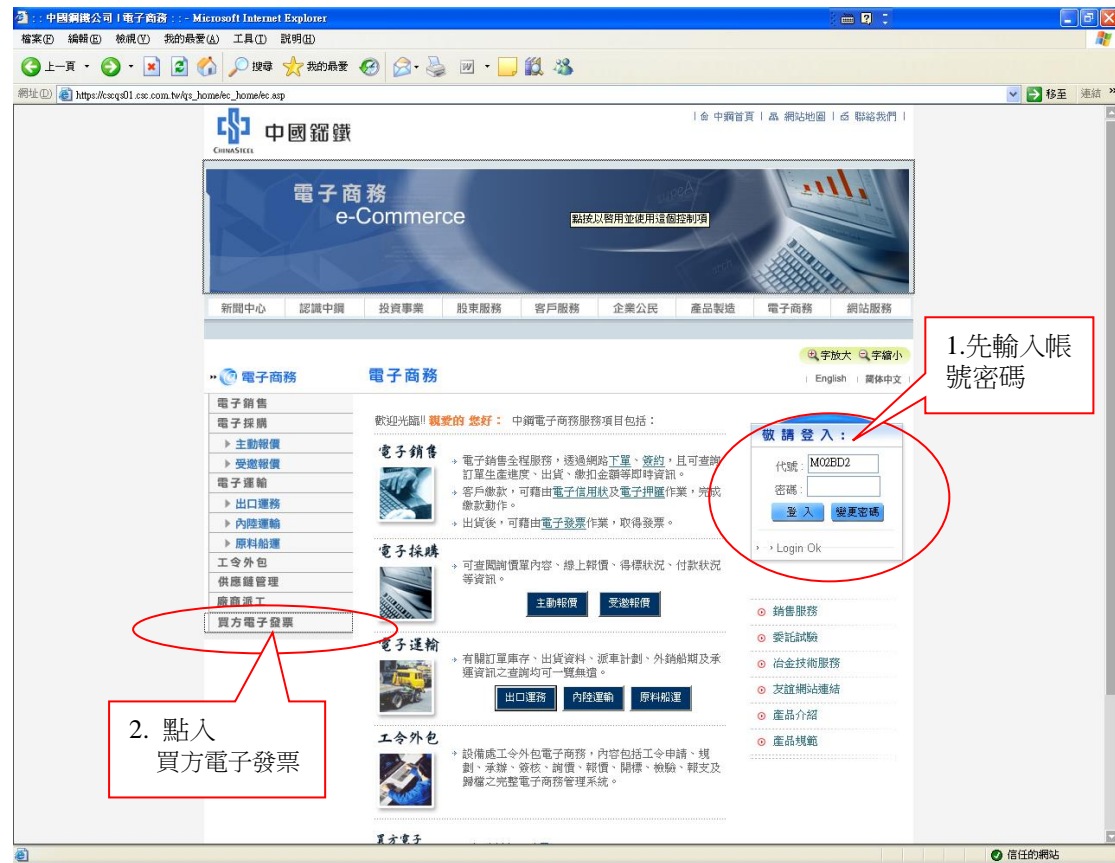 : : 中國鋼鐵公司 | 電子商務 : : - Microsoft Internet Explorer
檔案(F) 編輯(E) 檢視(V) 我的最愛(A) 工具(T) 說明(H)
上一頁 搜尋 我的最愛
網址(D) https://cscqs01.csc.com.tw/qs_home/ec_home/ec.asp 移至 連結 »
| 中鋼首頁 | 網站地圖 | 聯絡我們 |
中國鋼鐵
CHINA STEEL
電子商務
e-Commerce
點按以啓用並使用這個控制項
新聞中心 認識中鋼 投資事業 股東服務 客戶服務 企業公民 產品製造 電子商務 網站服務
1.先輸入帳
號密碼
字放大 字縮小
電子商務 電子商務 | English | 简体中文 |
電子銷售
電子採購
主動報價
受邀報價
電子運輸
出口運務
內陸運輸
原料船運
工令外包
供應鏈管理
廠商派工
買方電子發票
2. 點入
買方電子發票
歡迎光臨!! 親愛的 您好： 中鋼電子商務服務項目包括：
電子銷售
電子銷售全程服務，透過網路下單、簽約，且可查詢
訂單生產進度、出貨、繳扣金額等即時資訊。
客戶繳款，可藉由電子信用狀及電子押匯作業，完成
繳款動作。
出貨後，可藉由電子發票作業，取得發票。
電子採購
可查閱詢價單內容、線上報價、得標狀況、付款狀況
等資訊。
主動報價 受邀報價
電子運輸
有關訂單庫存、出貨資料、派車計劃、外銷船期及承
運資訊之查詢均可一覽無遺。
出口運務 內陸運輸 原料船運
工令外包
設備處工令外包電子商務，內容包括工令申請、規
劃、承辦、簽核、詢價、報價、開標、檢驗、報支及
歸檔之完整電子商務管理系統。
買方電子
敬請登入：
代號: M02BD2
密碼:
登 入 變更密碼
Login Ok
銷售服務
委託試驗
冶金技術服務
友誼網站連結
產品介紹
產品規範
信任的網站